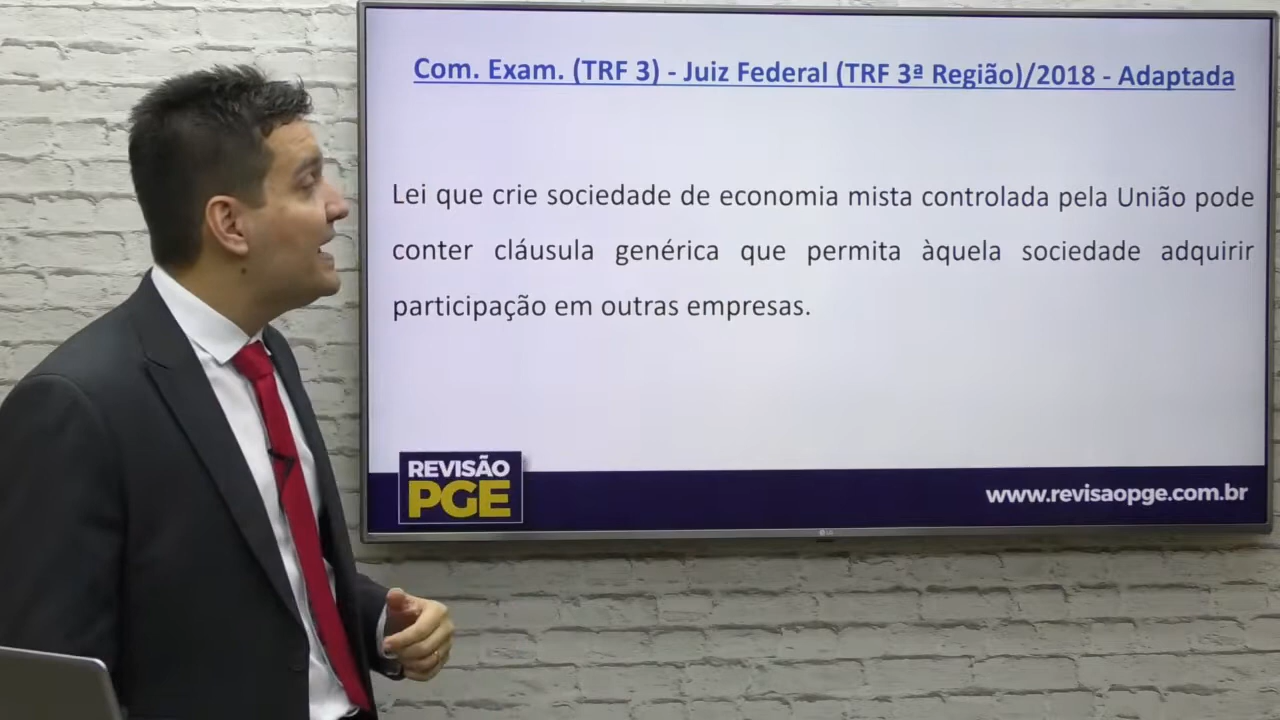 Com. Exam. (TRF 3) - Juiz Federal (TRF 3ª Região)/2018 - Adaptada
Lei que crie sociedade de economia mista controlada pela União pode
conter cláusula genérica que permita àquela sociedade adquirir
participação em outras empresas.
REVISÃO
PGE
www.revisaopge.com.br
LG